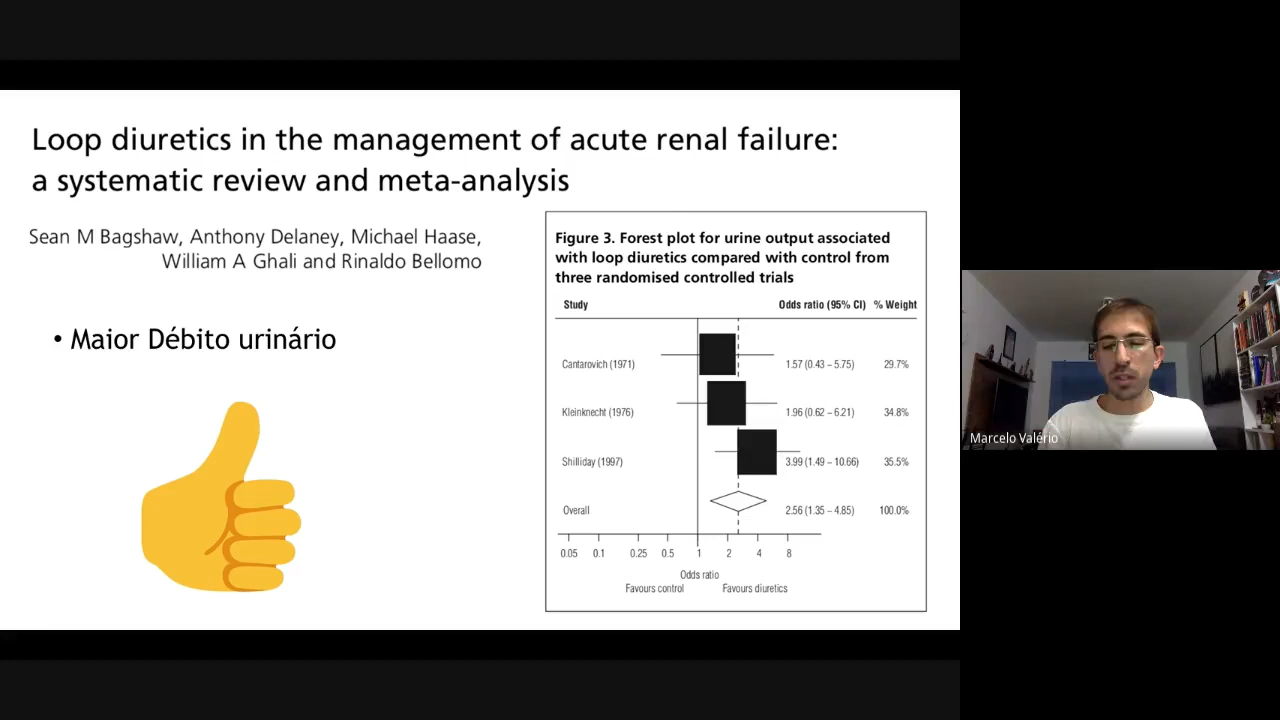 Loop diuretics in the management of acute renal failure:
a systematic review and meta-analysis
Sean M Bagshaw, Anthony Delaney, Michael Haase,
William A Ghali and Rinaldo Bellomo
• Maior Débito urinário
Figure 3. Forest plot for urine output associated
with loop diuretics compared with control from
three randomised controlled trials
Study Odds ratio (95% CI) % Weight
Cantarovich (1971) 1.57 (0.43 – 5.75) 29.7%
Kleinknecht (1976) 1.96 (0.62 – 6.21) 34.8%
Shilliday (1997) 3.99 (1.49 – 10.66) 35.5%
Overall 2.56 (1.35 – 4.85) 100.0%
0.05 0.1 0.25 0.5 1 2 4 8
Odds ratio
Favours control Favours diuretics
Marcelo Valério